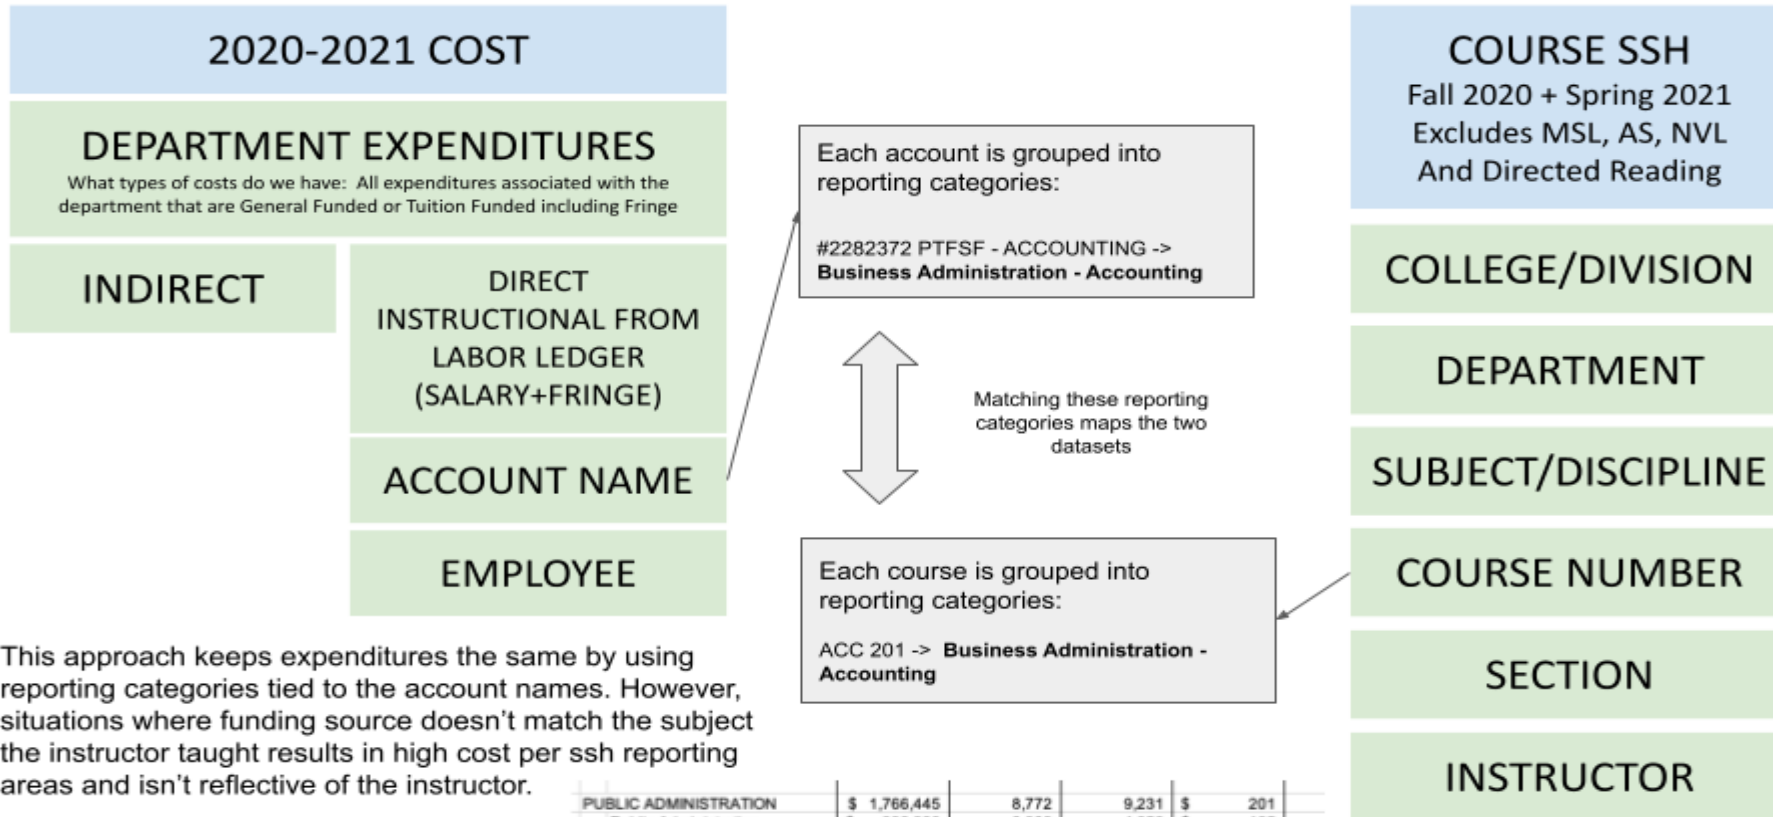 2020-2021 COST
DEPARTMENT EXPENDITURES
What types of costs do we have: All expenditures associated with the
department that are General Funded or Tuition Funded including Fringe
INDIRECT
DIRECT
INSTRUCTIONAL FROM
LABOR LEDGER
(SALARY+FRINGE)
ACCOUNT NAME
EMPLOYEE
This approach keeps expenditures the same by using
reporting categories tied to the account names. However,
situations where funding source doesn't match the subject
the instructor taught results in high cost per ssh reporting
areas and isn't reflective of the instructor.
Each account is grouped into
reporting categories:
#2282372 PTFSF - ACCOUNTING ->
Business Administration - Accounting
Matching these reporting
categories maps the two
datasets
Each course is grouped into
reporting categories:
ACC 201 -> Business Administration -
Accounting
PUBLIC ADMINISTRATION $ 1,766,445 8,772 9,231 $ 201
COURSE SSH
Fall 2020 + Spring 2021
Excludes MSL, AS, NVL
And Directed Reading
COLLEGE/DIVISION
DEPARTMENT
SUBJECT/DISCIPLINE
COURSE NUMBER
SECTION
INSTRUCTOR